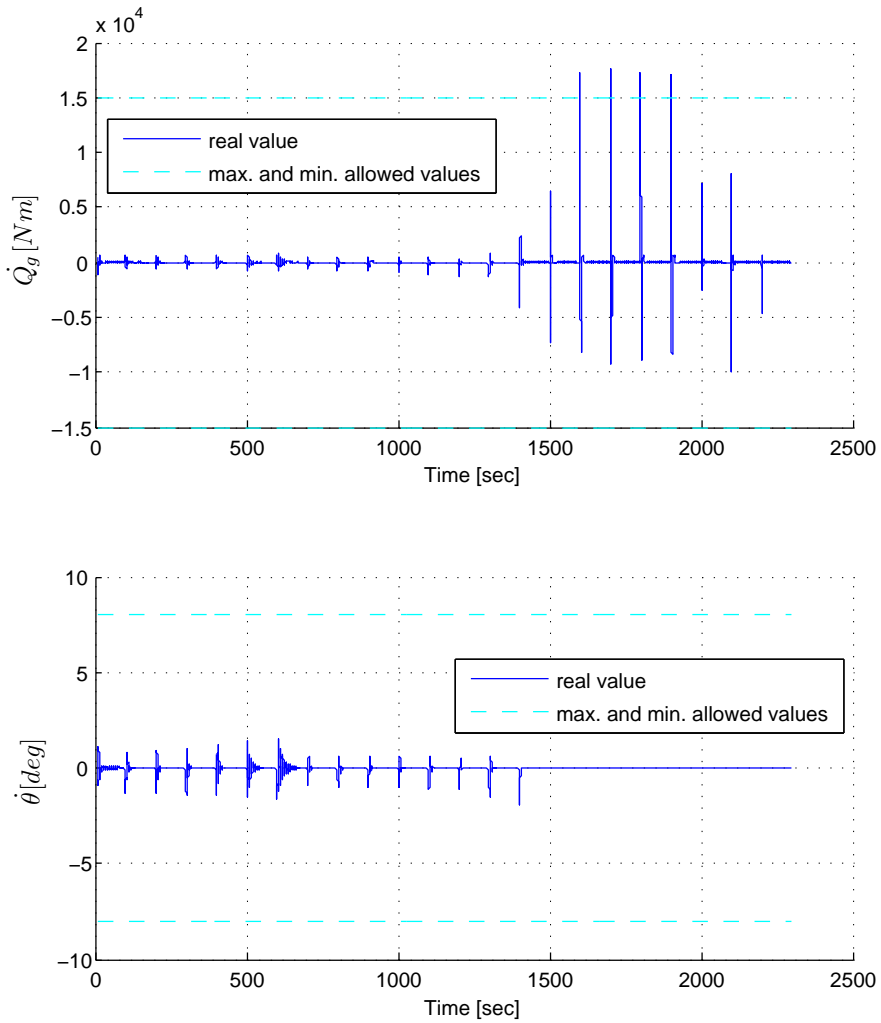 x 10^4
2
1.5
1
0.5
0
−0.5
−1
−1.5
Q̇_g [Nm]
real value
max. and min. allowed values
0
500
1000
1500
2000
2500
Time [sec]
10
5
0
−5
−10
θ̇ [deg]
real value
max. and min. allowed values
0
500
1000
1500
2000
2500
Time [sec]